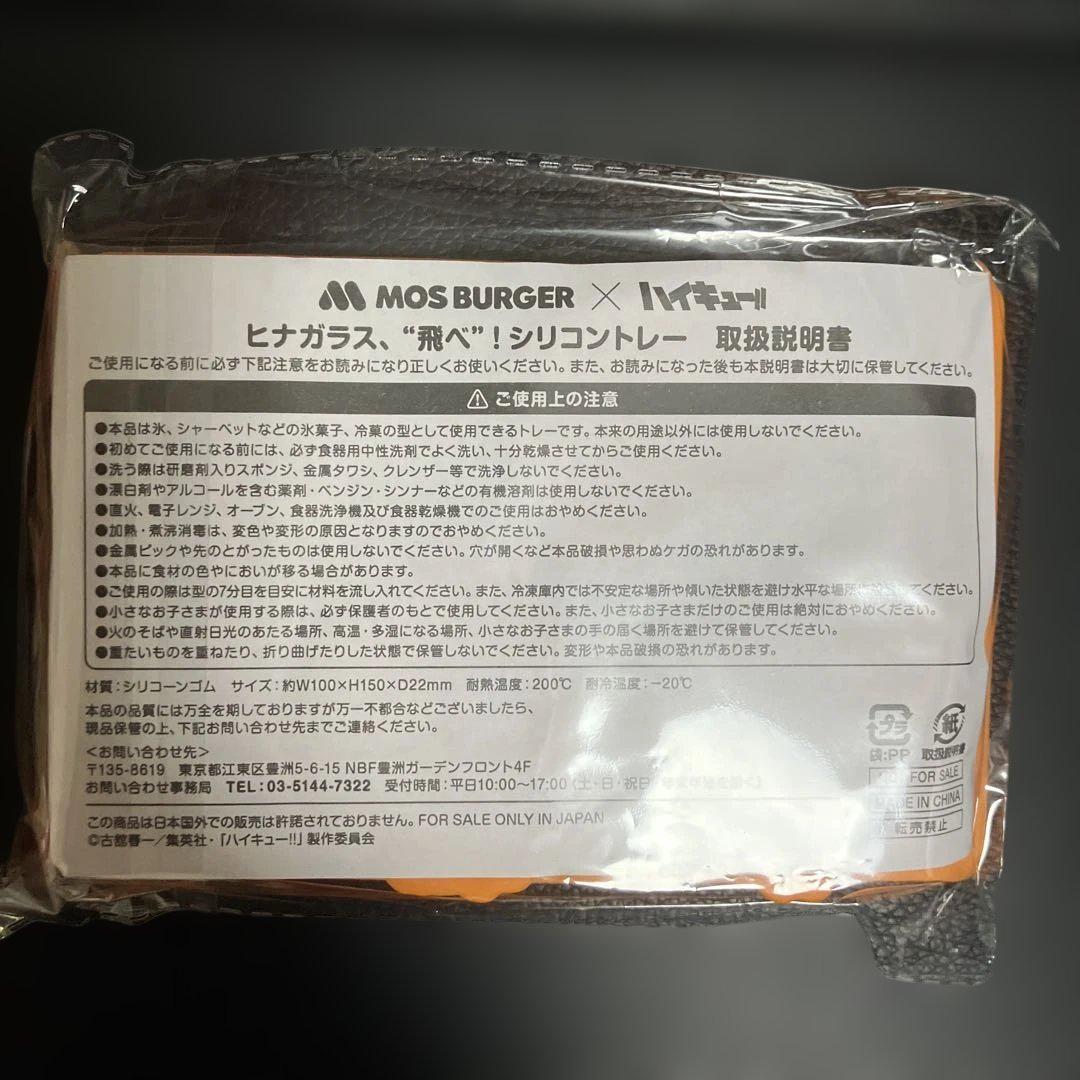 MOS BURGER × ハイキュー!!
ヒナガラス、“飛べ”！シリコントレー 取扱説明書
ご使用になる前に必ず下記注意をお読みになり正しくお使いください。また、お読みになった後も本説明書は大切に保管してください。
⚠ ご使用上の注意
●本品は氷、シャーベットなどの氷菓子、冷菓の型として使用できるトレーです。本来の用途以外には使用しないでください。
●初めてご使用になる前には、必ず食器用中性洗剤でよく洗い、十分乾燥させてからご使用ください。
●洗う際は研磨剤入りスポンジ、金属タワシ、クレンザー等で洗浄しないでください。
●漂白剤やアルコールを含む薬剤・ベンジン・シンナーなどの有機溶剤は使用しないでください。
●直火、電子レンジ、オーブン、食器洗浄機及び食器乾燥機でのご使用はおやめください。
●加熱・煮沸消毒は、変色や変形の原因となりますのでおやめください。
●金属ピックや先のとがったものは使用しないでください。穴が開くなど本品破損や思わぬケガの恐れがあります。
●本品に食材の色やにおいが移る場合があります。
●ご使用の際は型の7分目を目安に材料を流し入れてください。また、冷凍庫内では不安定な場所や傾いた状態を避け水平な場所 ください。
●小さなお子さまが使用する際は、必ず保護者のもとで使用してください。また、小さなお子さまだけのご使用は絶対におやめください。
●火のそばや直射日光のあたる場所、高温・多湿になる場所、小さなお子さまの手の届く場所を避けて保管してください。
●重たいものを重ねたり、折り曲げたりした状態で保管しないでください。変形や本品破損の恐れがあります。
材質：シリコーンゴム サイズ：約W100×H150×D22mm 耐熱温度：200℃ 耐冷温度：−20℃
本品の品質には万全を期しておりますが万一不都合などございましたら、
現品保管の上、下記お問い合わせ先までご連絡ください。
＜お問い合わせ先＞
〒135-8619 東京都江東区豊洲5-6-15 NBF豊洲ガーデンフロント4F
お問い合わせ事務局 TEL：03-5144-7322 受付時間：平日10:00～17:00（土・日・祝日
この商品は日本国外での販売は許諾されておりません。FOR SALE ONLY IN JAPAN
©古舘春一／集英社・「ハイキュー!!」製作委員会
プラ
袋:PP
紙
取扱説明書
NOT FOR SALE
MADE IN CHINA
転売禁止